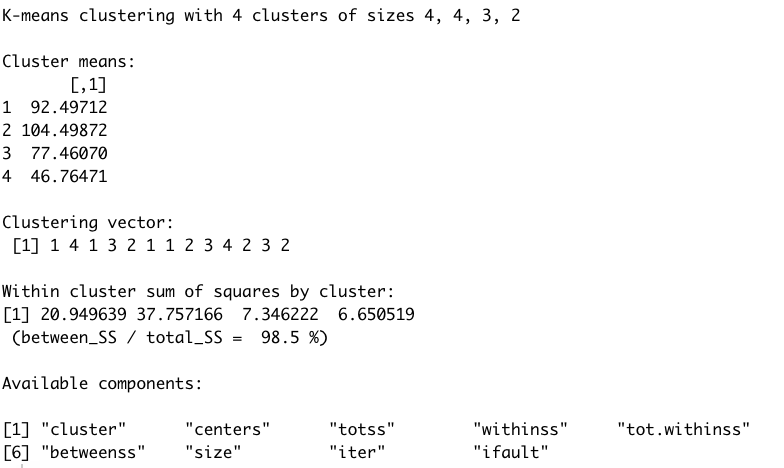 K-means clustering with 4 clusters of sizes 4, 4, 3, 2
Cluster means:
[,1]
1 92.49712
2 104.49872
3 77.46070
4 46.76471
Clustering vector:
[1] 1 4 1 3 2 1 1 2 3 4 2 3 2
Within cluster sum of squares by cluster:
[1] 20.949639 37.757166 7.346222 6.650519
(between_SS / total_SS = 98.5 %)
Available components:
[1] "cluster" "centers" "totss" "withinss" "tot.withinss"
[6] "betweenss" "size" "iter" "ifault"